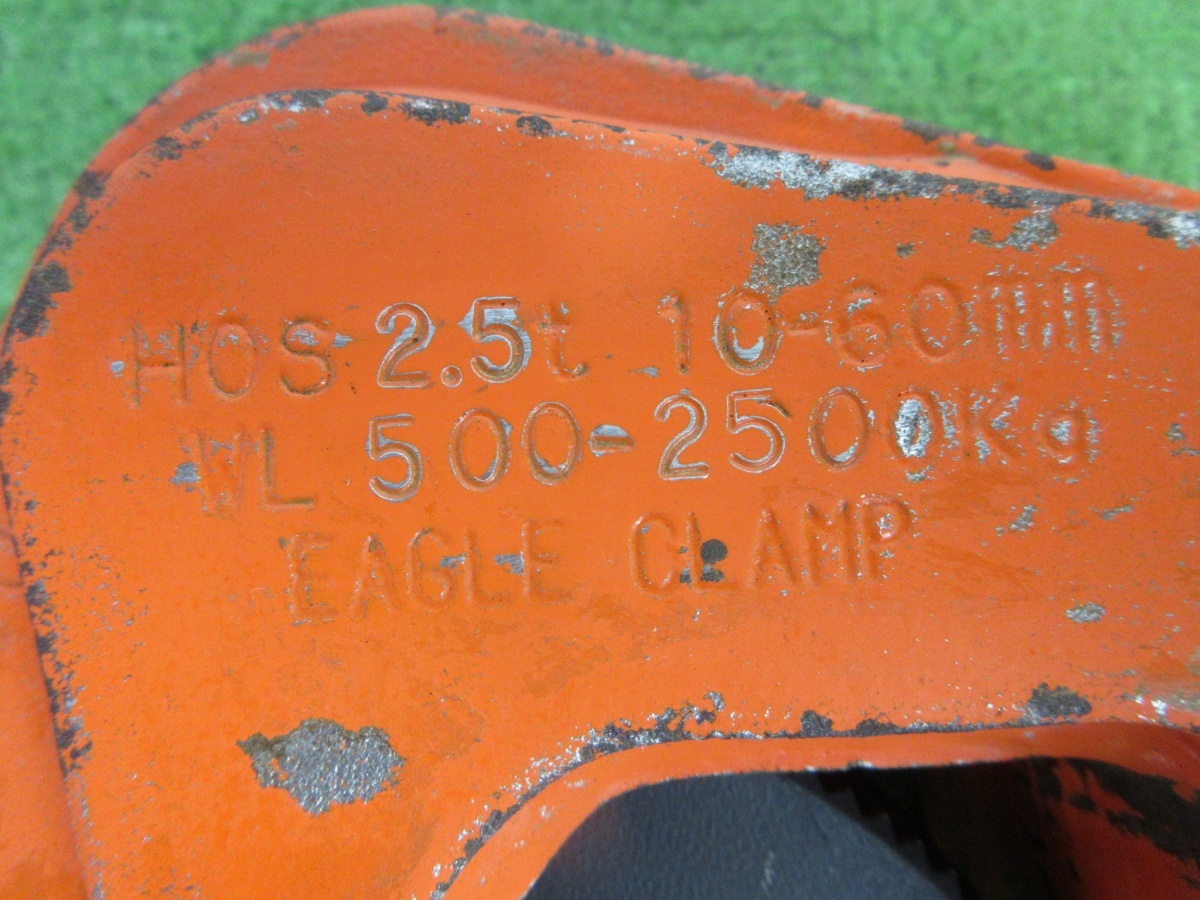 HOS 2.5t 10-60mm
WL 500-2500Kg
EAGLE CLAMP